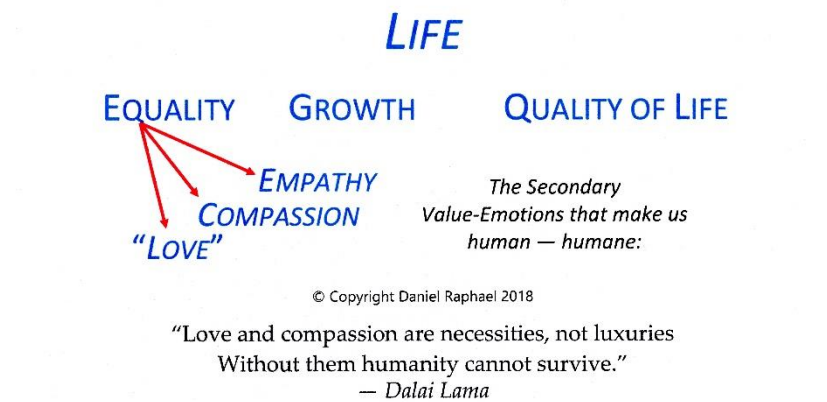 LIFE
EQUALITY GROWTH QUALITY OF LIFE
EMPATHY
COMPASSION
“LOVE”
The Secondary
Value-Emotions that make us
human — humane:
© Copyright Daniel Raphael 2018
“Love and compassion are necessities, not luxuries
Without them humanity cannot survive.”
— Dalai Lama